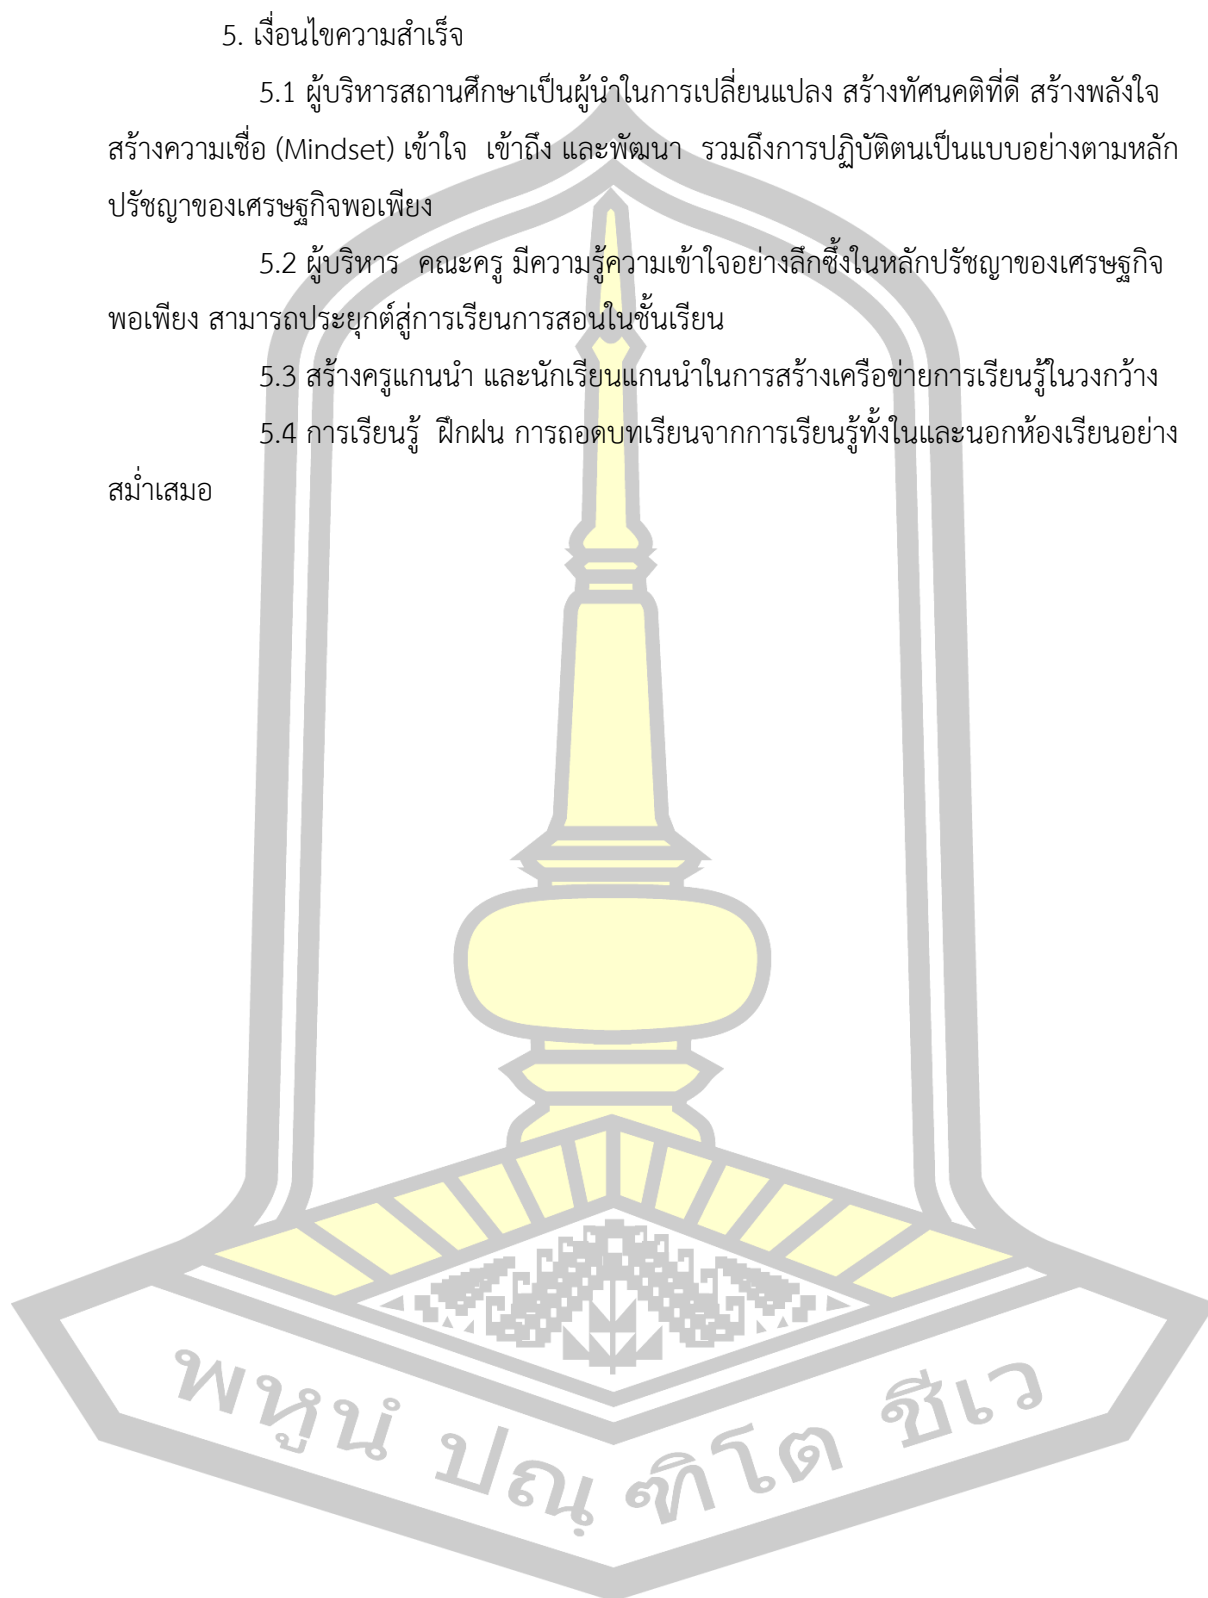 5. เงื่อนไขความสำเร็จ
5.1 ผู้บริหารสถานศึกษาเป็นผู้นำในการเปลี่ยนแปลง สร้างทัศนคติที่ดี สร้างพลังใจ
สร้างความเชื่อ (Mindset) เข้าใจ เข้าถึง และพัฒนา รวมถึงการปฏิบัติตนเป็นแบบอย่างตามหลัก
ปรัชญาของเศรษฐกิจพอเพียง
5.2 ผู้บริหาร คณะครู มีความรู้ความเข้าใจอย่างลึกซึ้งในหลักปรัชญาของเศรษฐกิจ
พอเพียง สามารถประยุกต์สู่การเรียนการสอนในชั้นเรียน
5.3 สร้างครูแกนนำ และนักเรียนแกนนำในการสร้างเครือข่ายการเรียนรู้ในวงกว้าง
5.4 การเรียนรู้ ฝึกฝน การถอดบทเรียนจากการเรียนรู้ทั้งในและนอกห้องเรียนอย่าง
สม่ำเสมอ
พหูนํ ปณฺฑิโต ชีเว